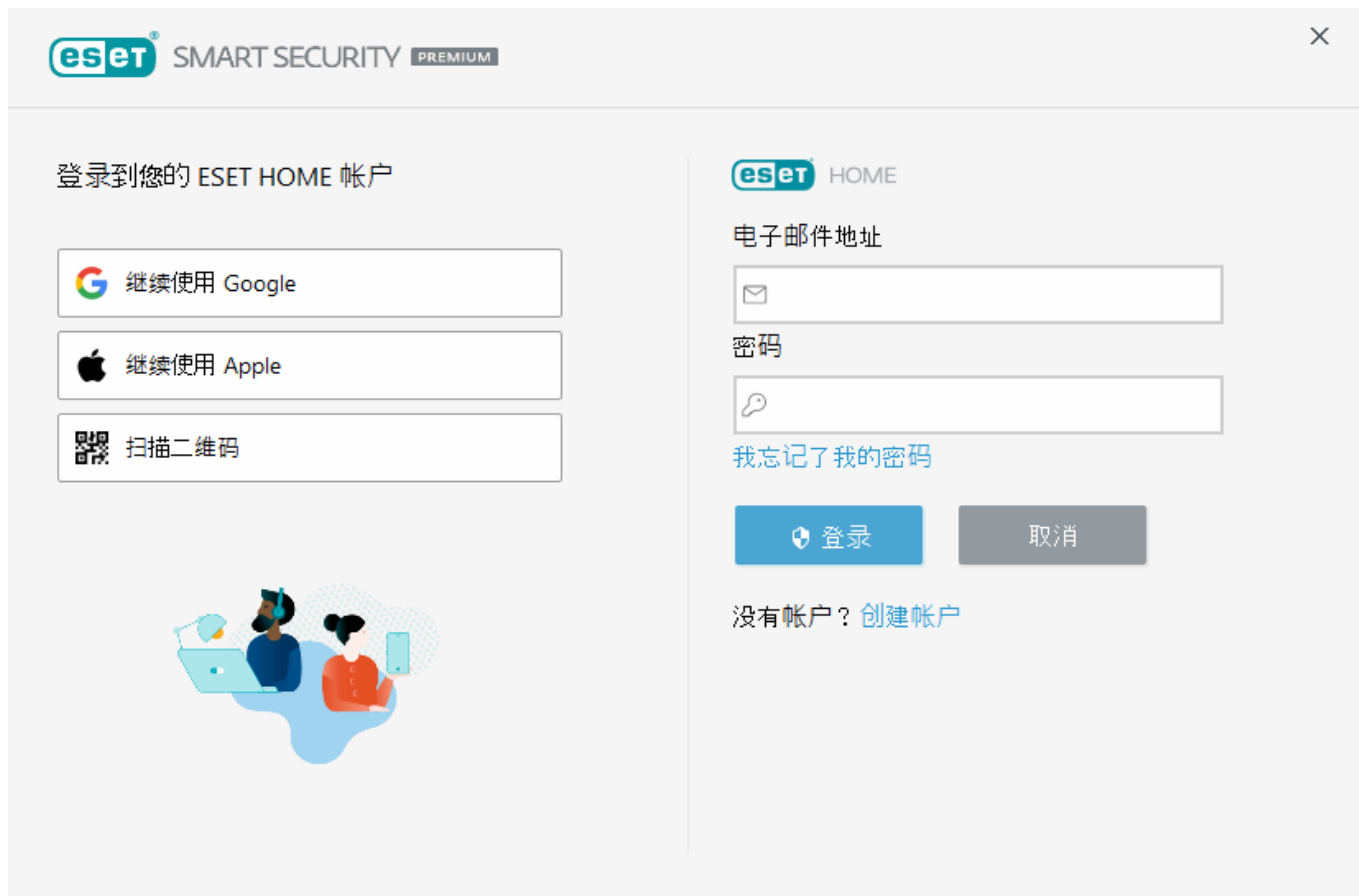 eseT® SMART SECURITY PREMIUM
登录到您的 ESET HOME 帐户
继续使用 Google
继续使用 Apple
扫描二维码
eseT HOME
电子邮件地址
密码
我忘记了我的密码
登录
取消
没有帐户？创建帐户